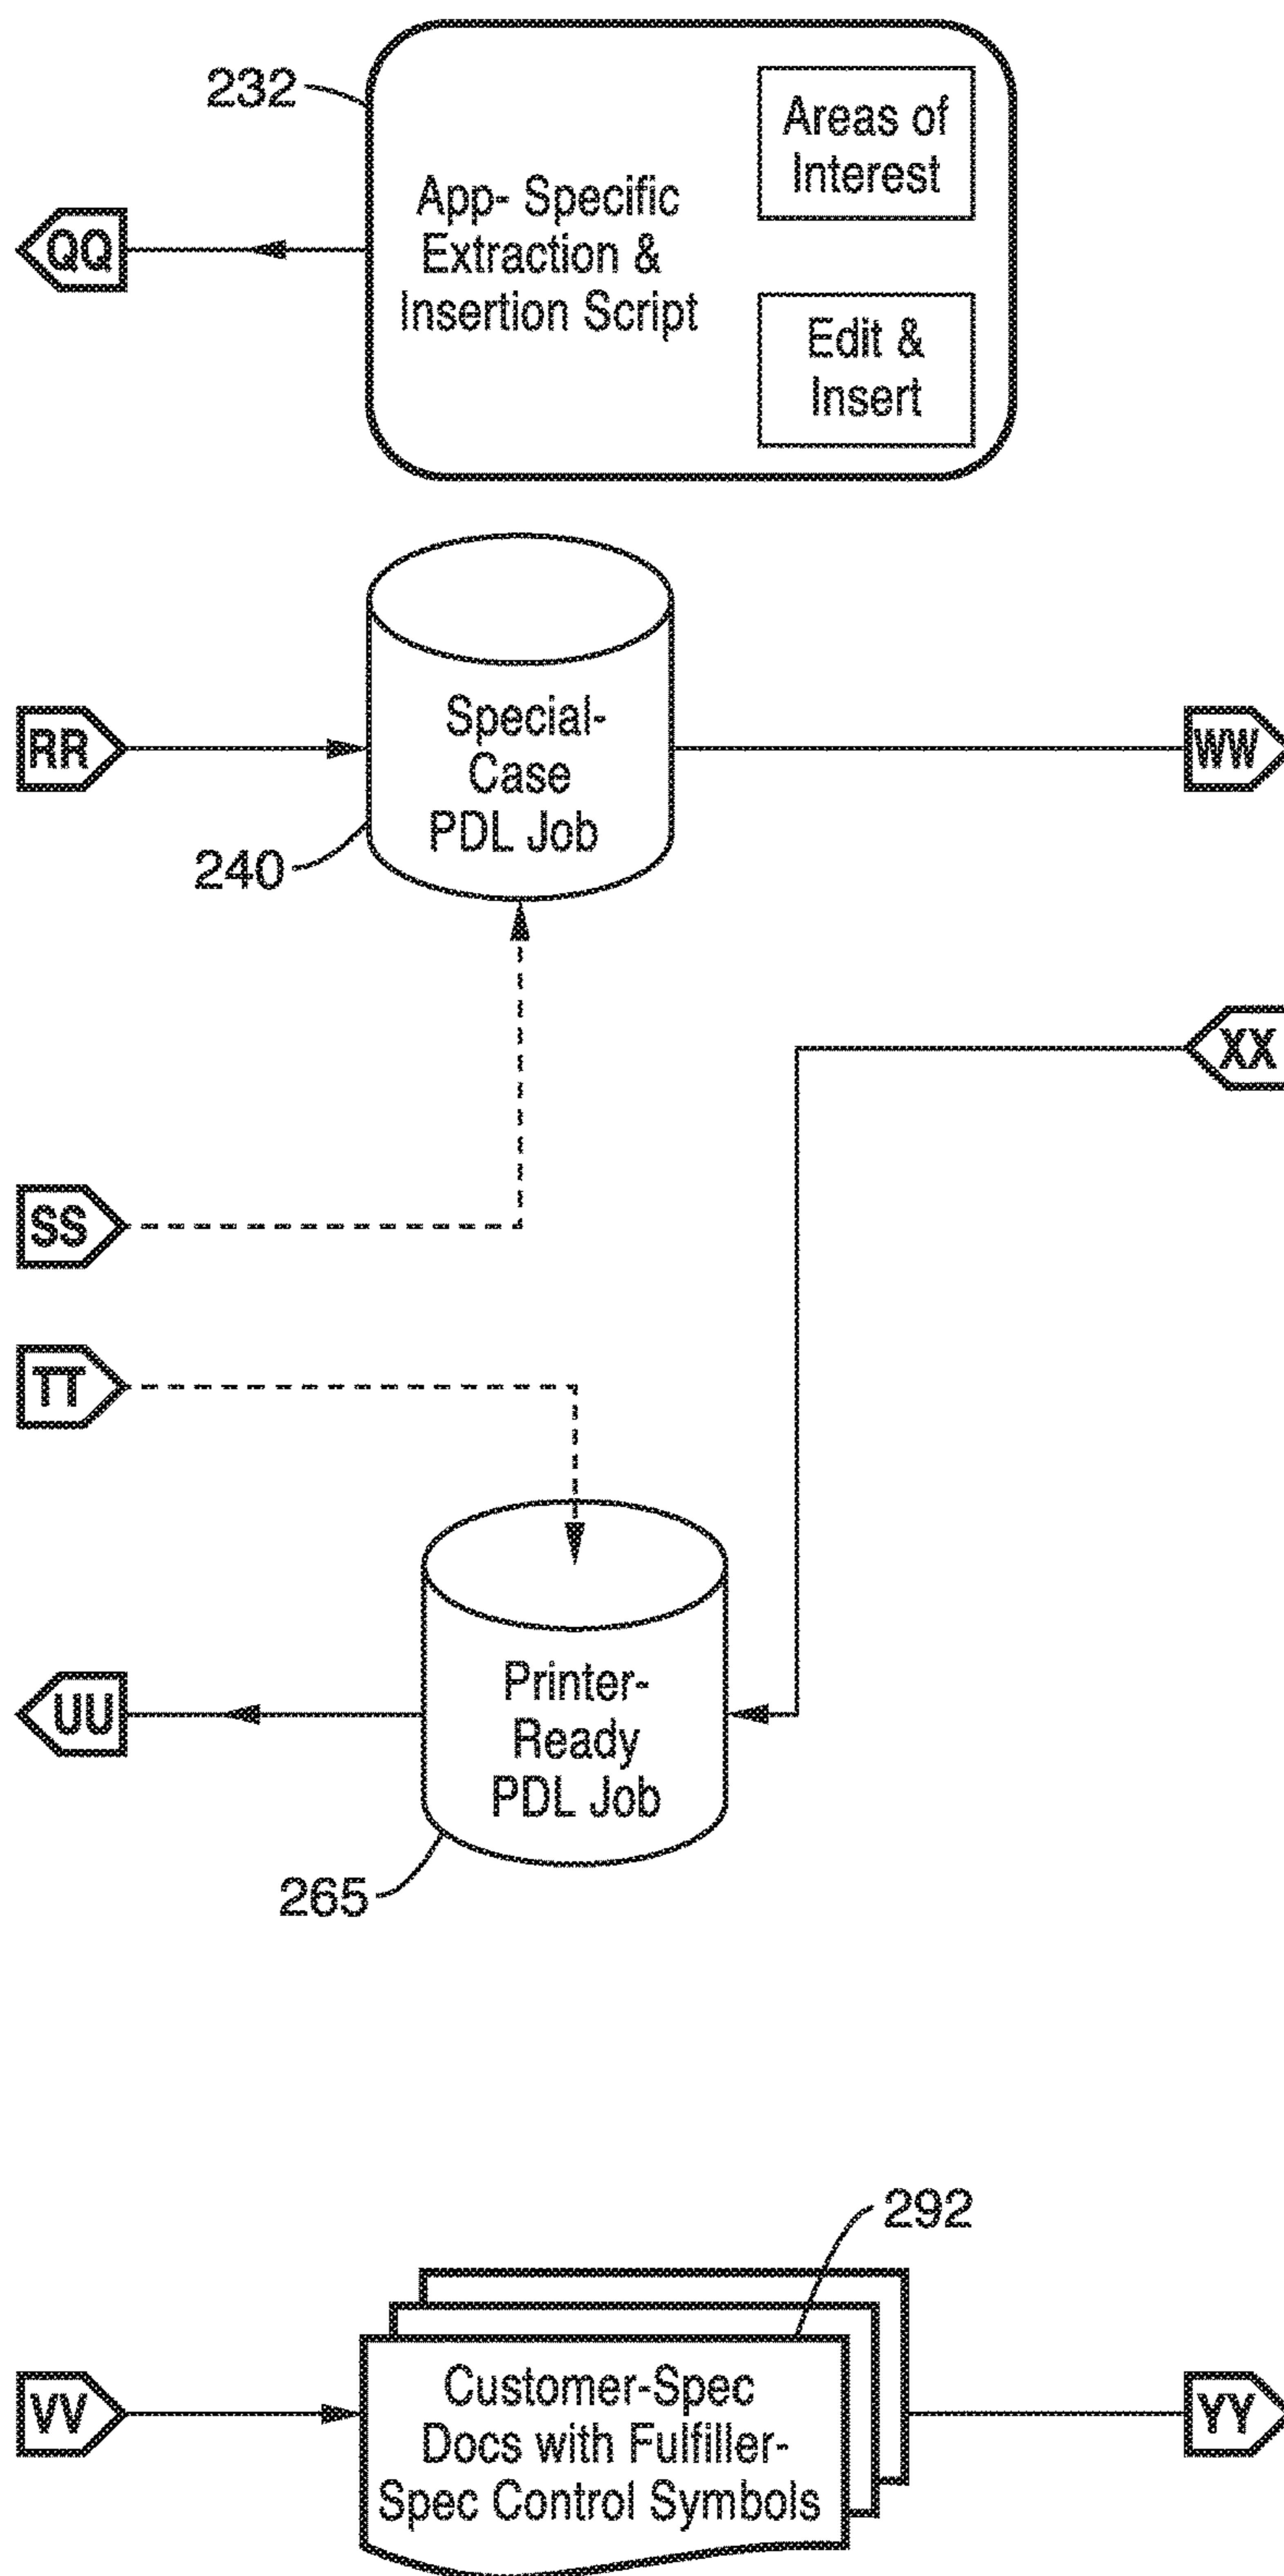 232
Areas of
Interest
App- Specific
Extraction &
Insertion Script
QQ
Edit &
Insert
RR
Special-
Case
PDL Job
WW
240
XX
SS
TT
UU
Printer-
Ready
PDL Job
265
292
VV
Customer-Spec
Docs with Fulfiller-
Spec Control Symbols
YY